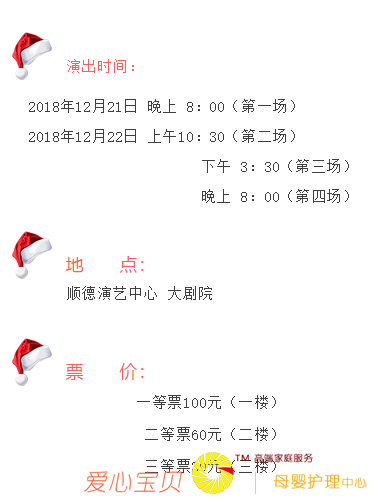 演出时间：
2018年12月21日 晚上 8：00（第一场）
2018年12月22日 上午10：30（第二场）
下午 3：30（第三场）
晚上 8：00（第四场）
地 点：
顺德演艺中心 大剧院
票 价：
一等票100元（一楼）
二等票60元（二楼）
三等票30元（三楼）
爱心宝贝
TM 家庭服务
母婴护理中心